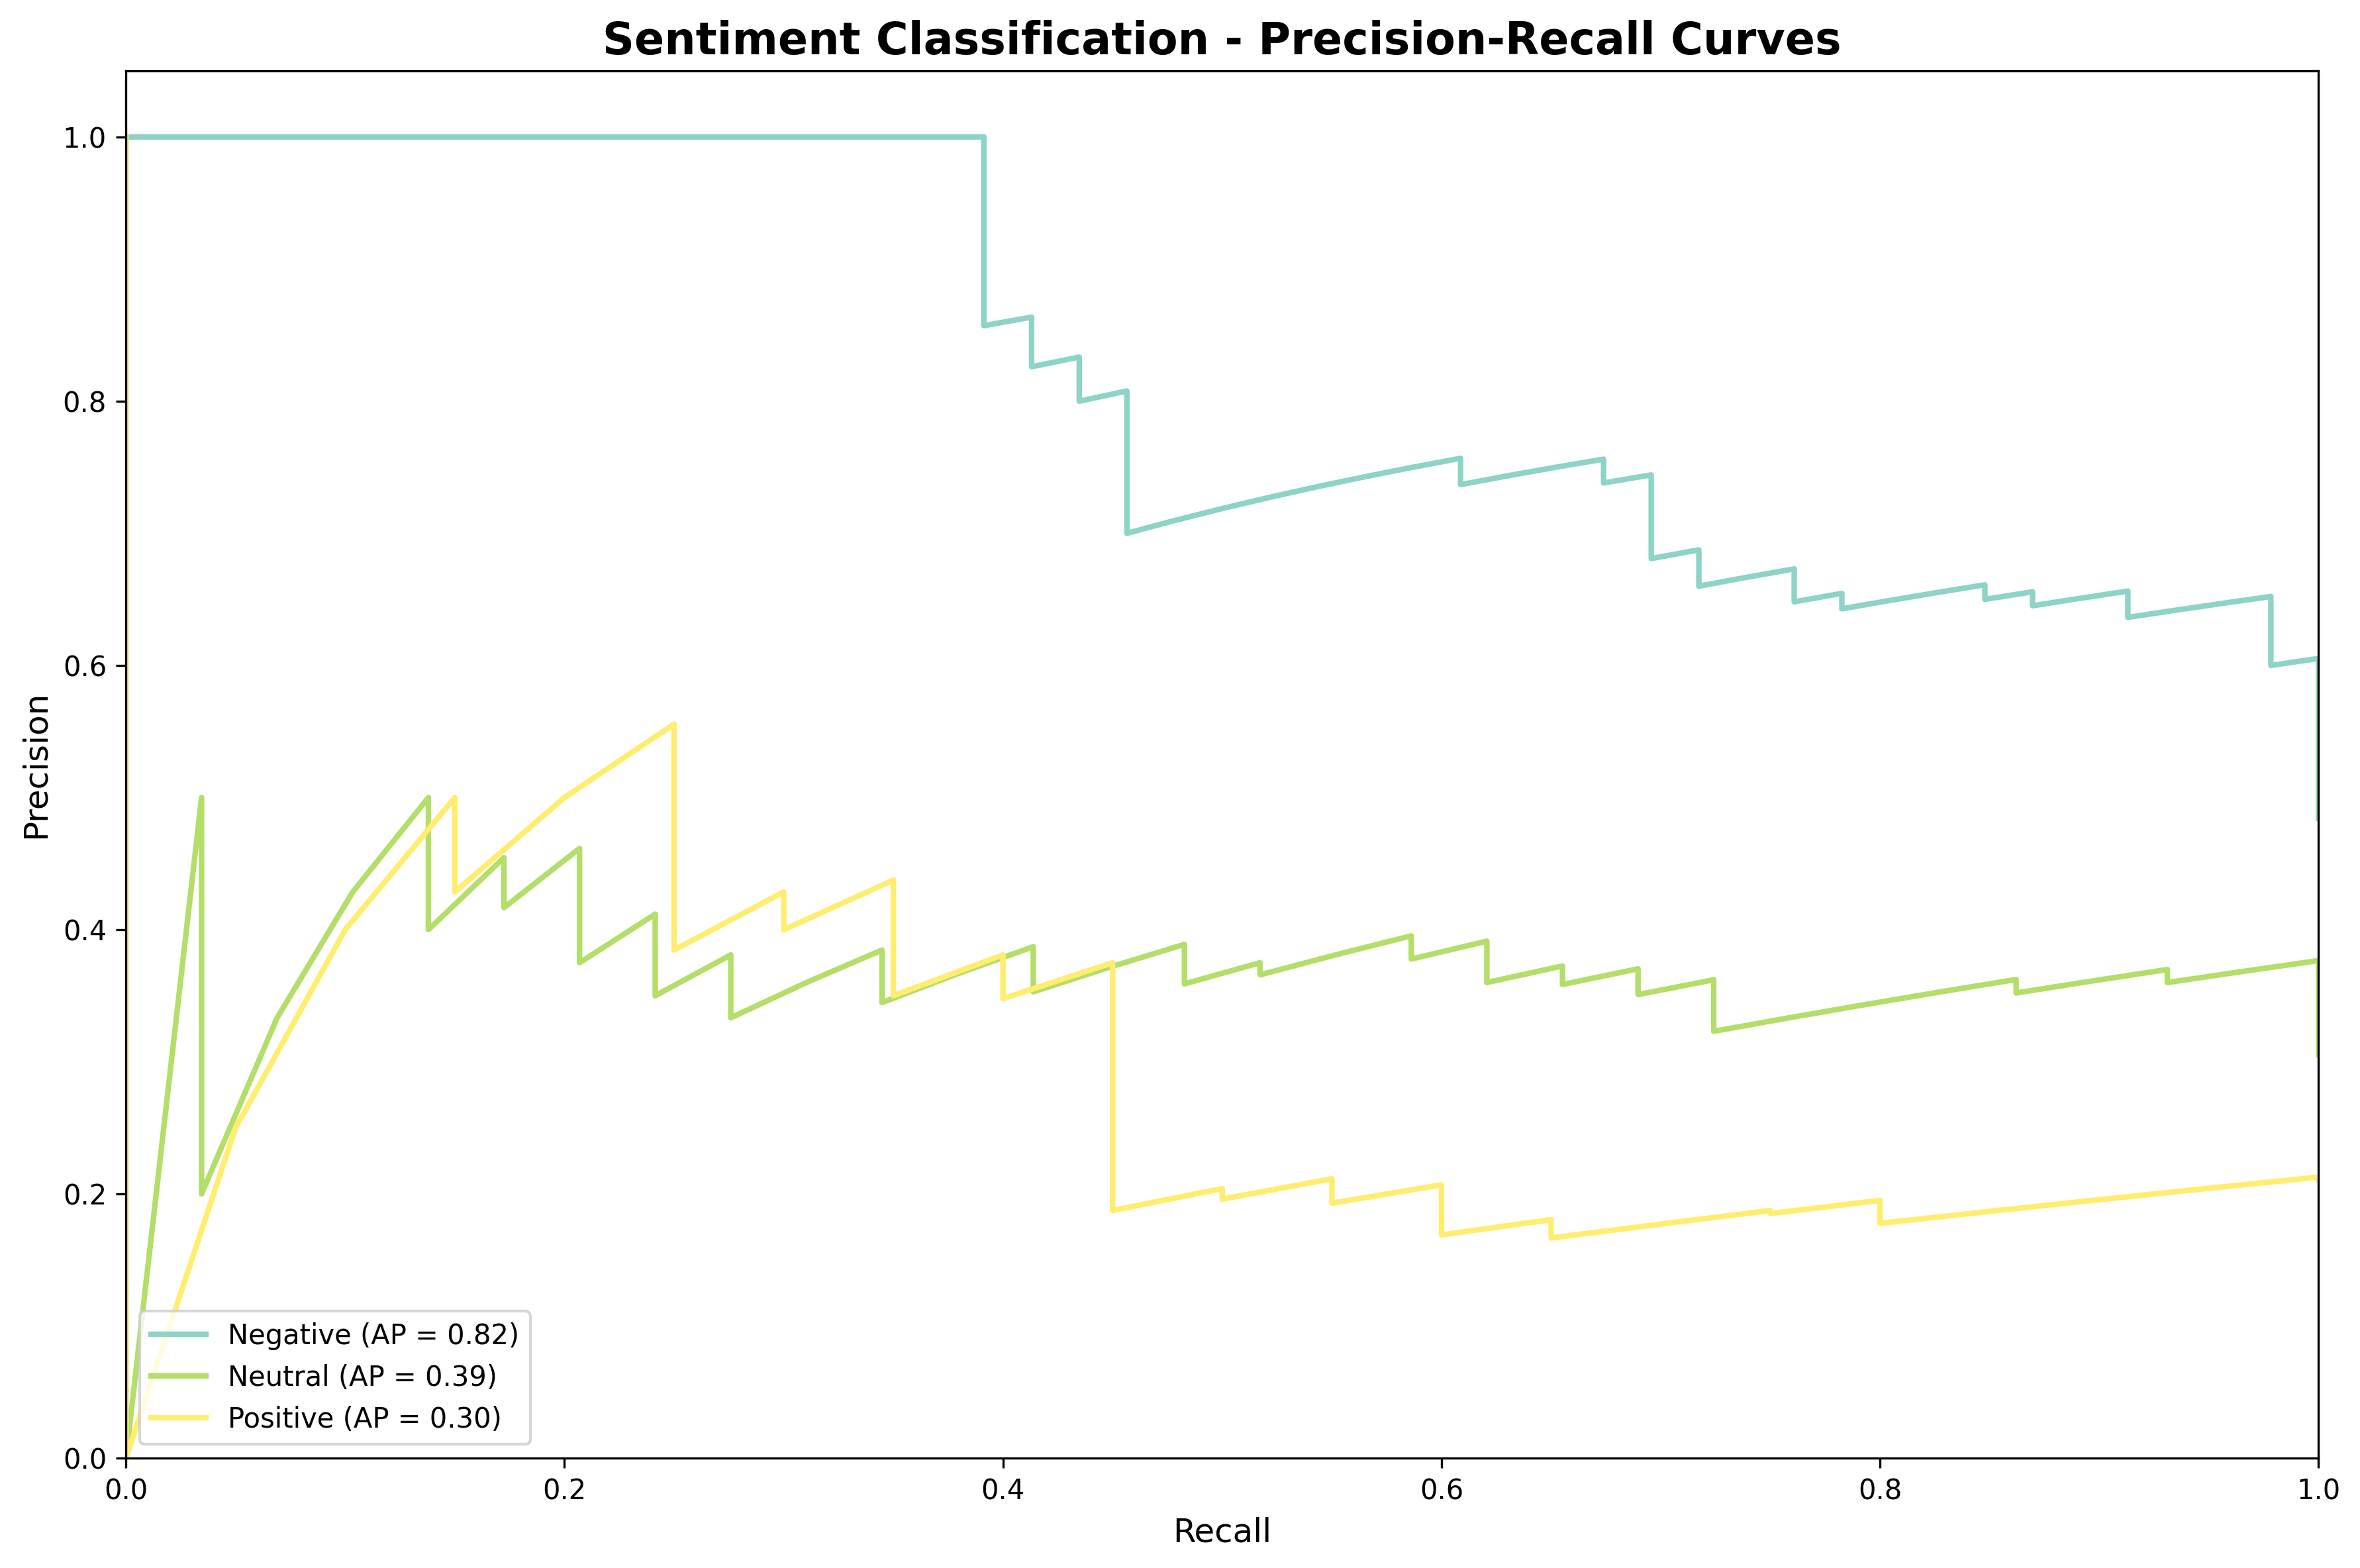 Sentiment Classification - Precision-Recall Curves
Precision
1.0
0.8
0.6
0.4
0.2
0.0
Negative (AP = 0.82)
Neutral (AP = 0.39)
Positive (AP = 0.30)
0.0 0.2 0.4 0.6 0.8 1.0
Recall